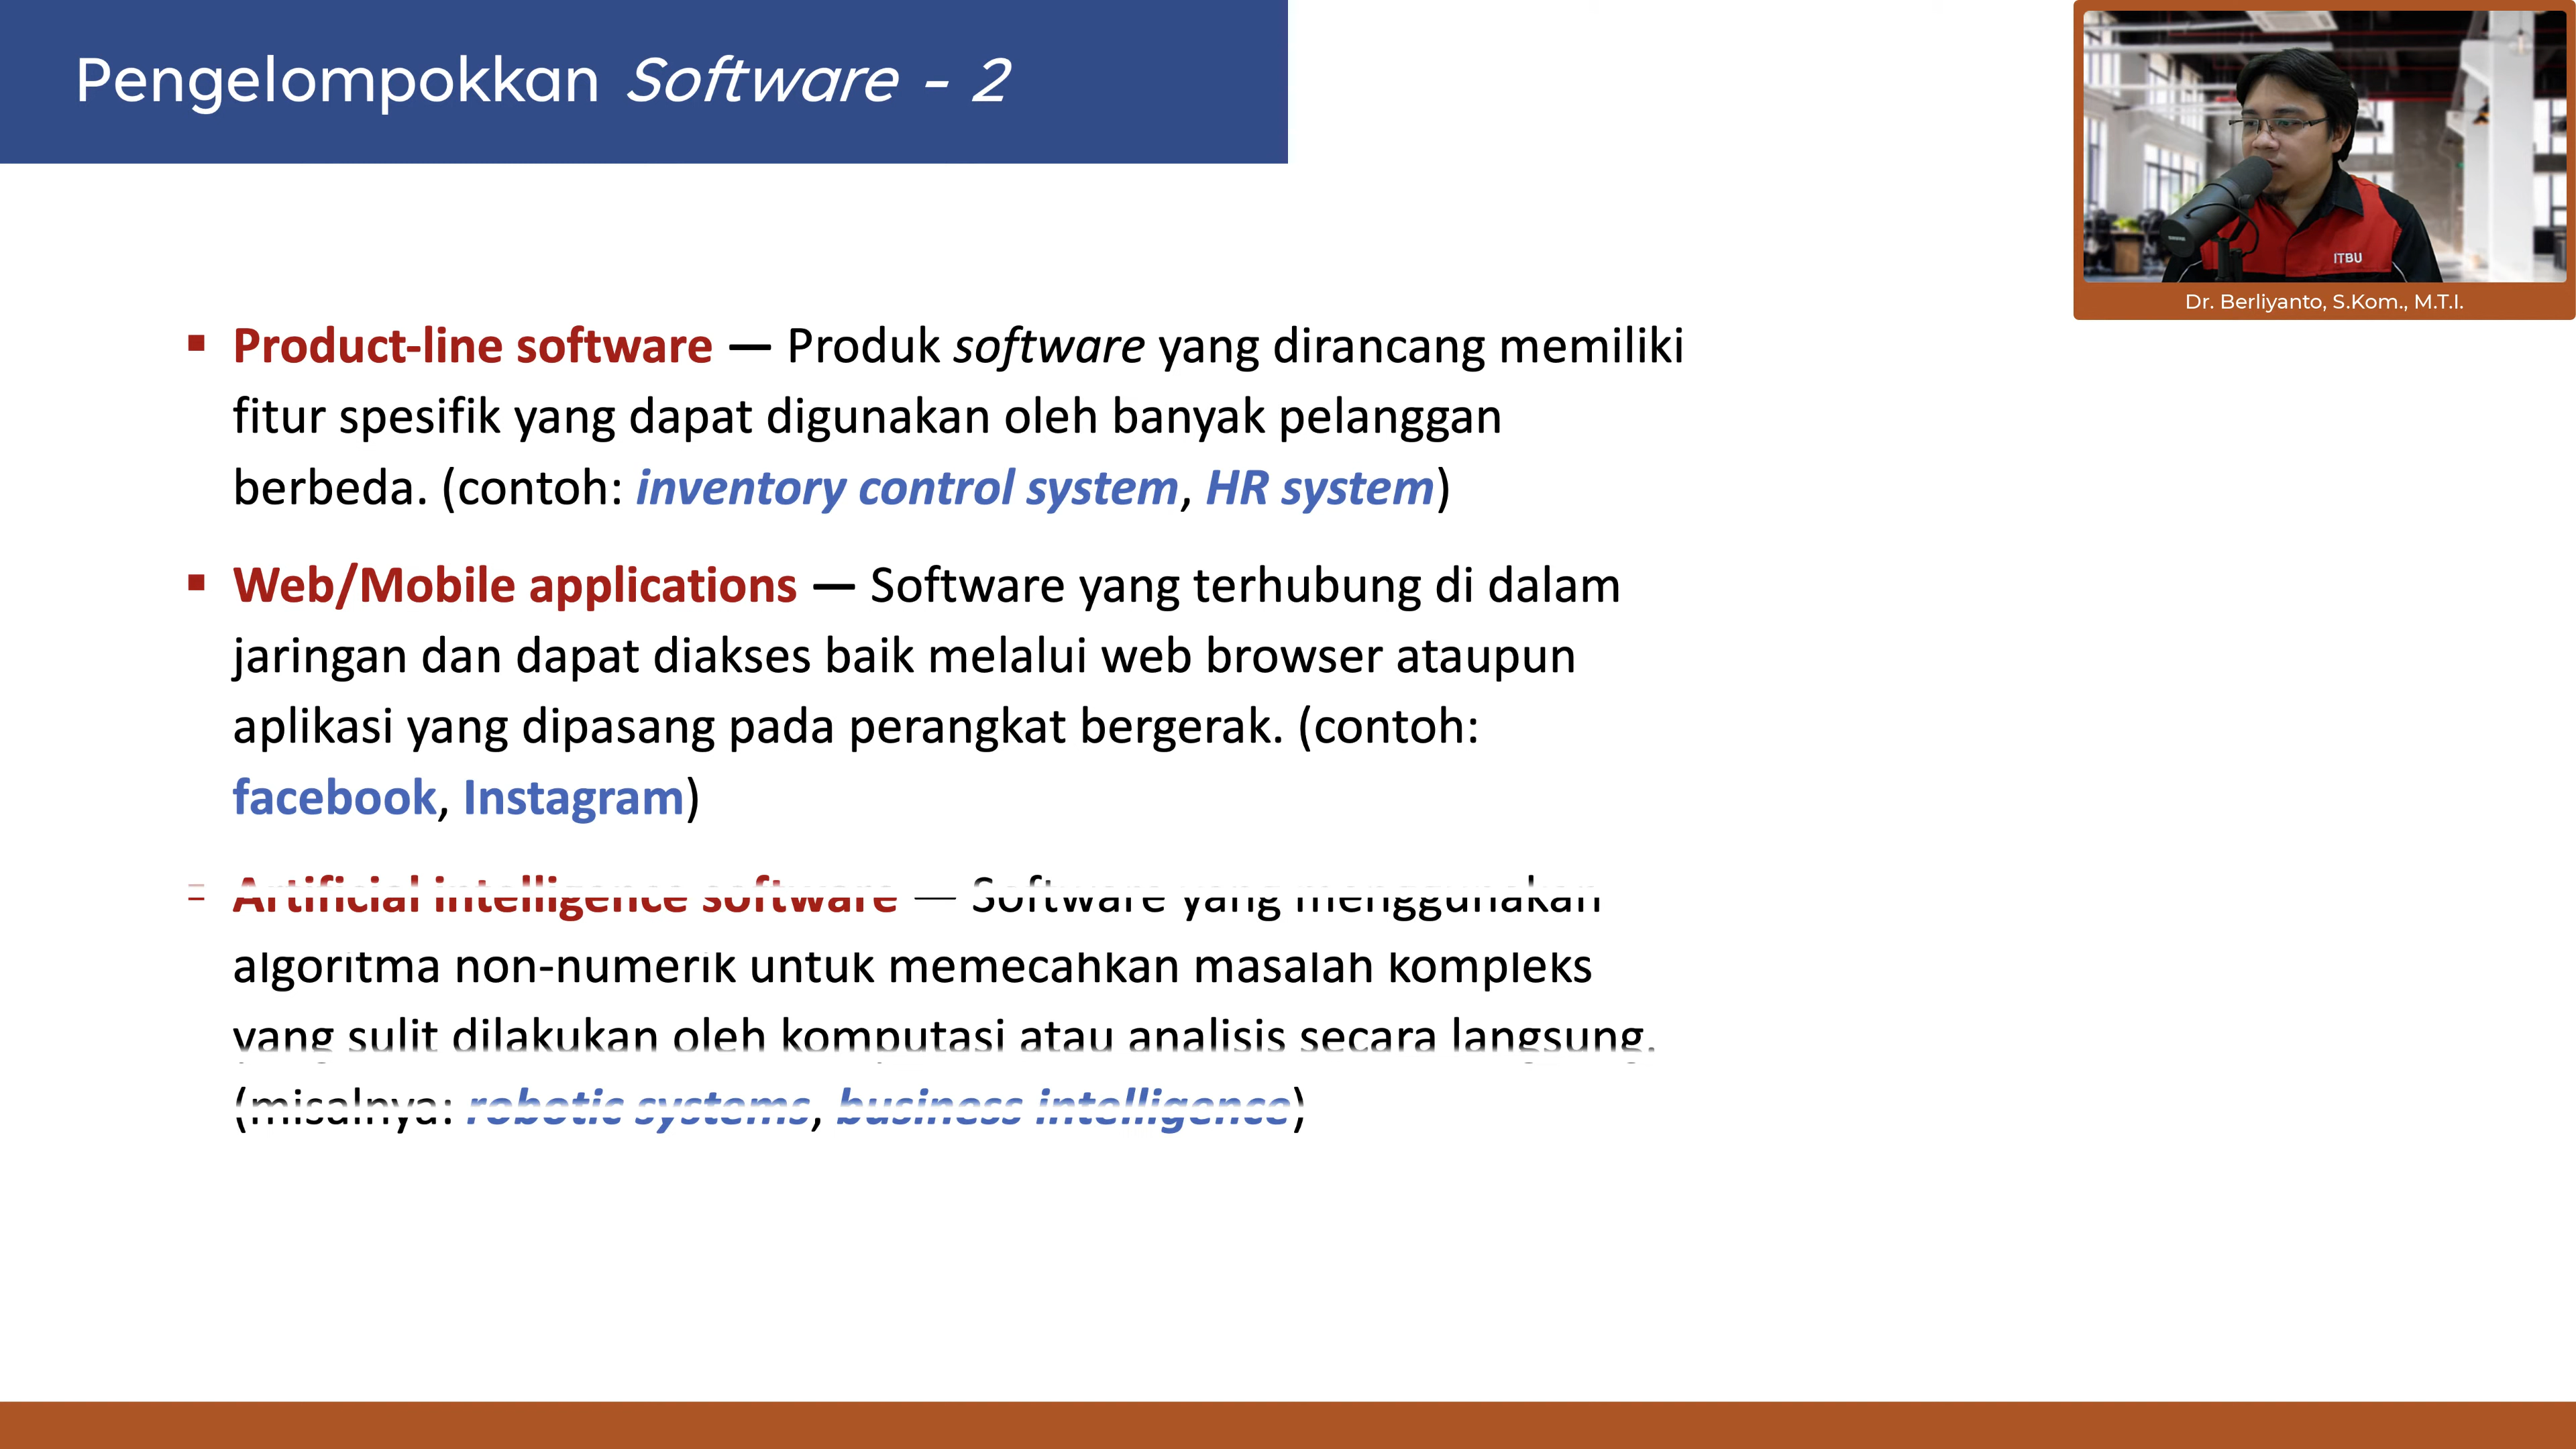 Pengelompokkan Software - 2
ITBU
Dr. Berliyanto, S.Kom., M.T.I.
▪ Product-line software — Produk software yang dirancang memiliki
fitur spesifik yang dapat digunakan oleh banyak pelanggan
berbeda. (contoh: inventory control system, HR system)
▪ Web/Mobile applications — Software yang terhubung di dalam
jaringan dan dapat diakses baik melalui web browser ataupun
aplikasi yang dipasang pada perangkat bergerak. (contoh:
facebook, Instagram)
▪ Artificial intelligence software — Software yang menggunakan
algoritma non-numerik untuk memecahkan masalah kompleks
yang sulit dilakukan oleh komputasi atau analisis secara langsung.
(misalnya: robotic systems, business intelligence)